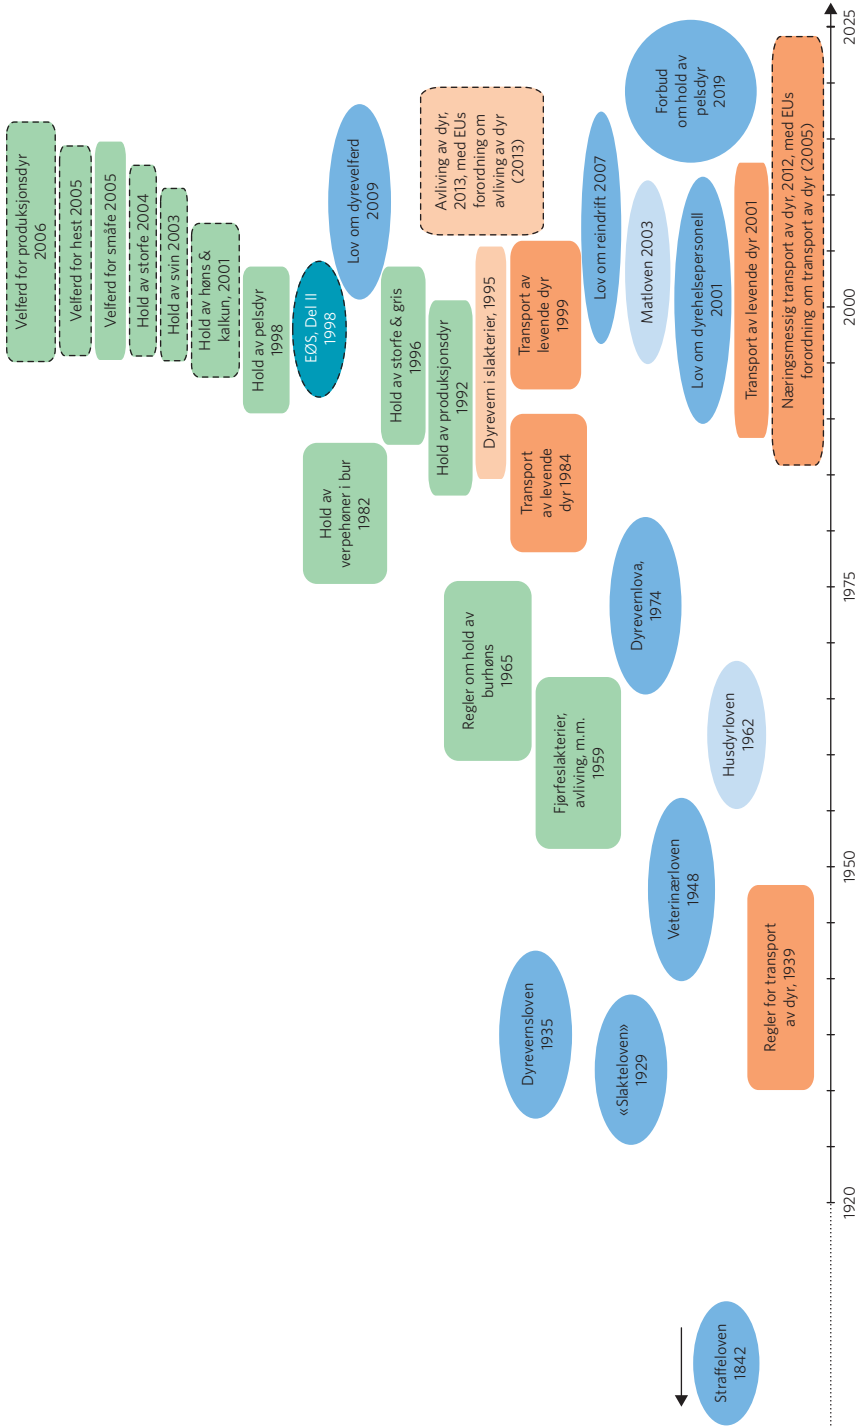 Velferd for produksjonsdyr
2006
Velferd for hest 2005
Velferd for småfe 2005
Hold av storfe 2004
Hold av svin 2003
Hold av høns &
kalkun, 2001
Hold av pelsdyr
1998
EØS, Del II
1998
Lov om dyrevelferd
2009
Hold av
verpehøner i bur
1982
Hold av storfe & gris
1996
Hold av produksjonsdyr
1992
Avliving av dyr,
2013, med EUs
forordning om
avliving av dyr
(2013)
Regler om hold av
burhøns
1965
Dyrevern i slakterier, 1995
Transport av
levende dyr
1999
Transport
av levende
dyr 1984
Fjørfeslakterier,
avliving, m.m.
1959
Dyrevernsloven
1935
Lov om reindrift 2007
«Slakteloven»
1929
Dyrevernlova,
1974
Matloven 2003
Forbud
om hold av
pelsdyr
2019
Veterinærloven
1948
Lov om dyrehelsepersonell
2001
Straffeloven
1842
Husdyrloven
1962
Transport av levende dyr 2001
Regler for transport
av dyr, 1939
Næringsmessig transport av dyr, 2012, med EUs
forordning om transport av dyr (2005)
1920
1950
1975
2000
2025